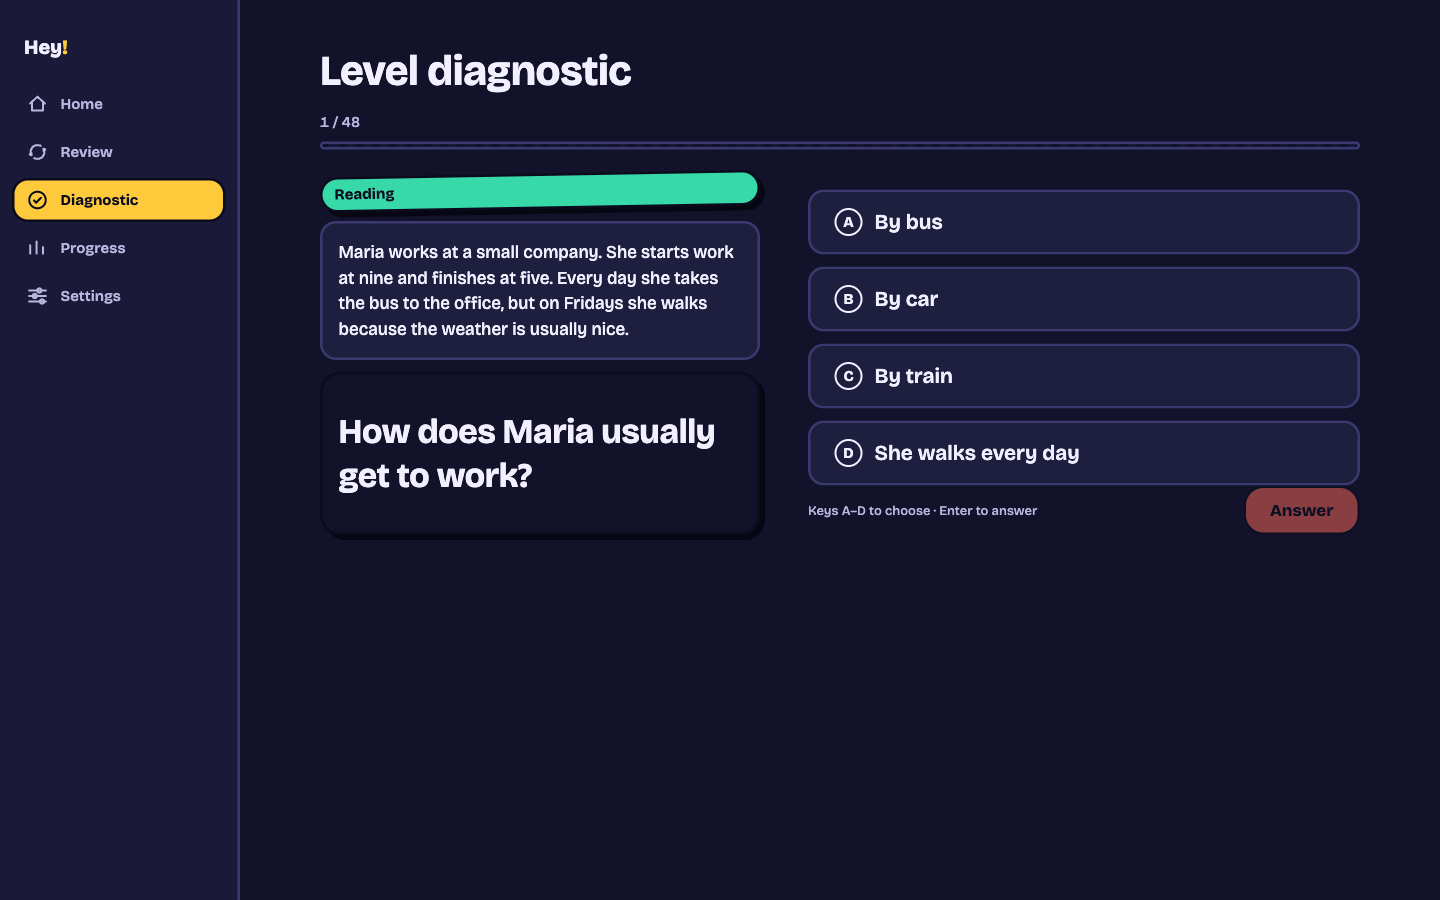 Hey!
Home
Review
Diagnostic
Progress
Settings
Level diagnostic
1 / 48
Reading
Maria works at a small company. She starts work
at nine and finishes at five. Every day she takes
the bus to the office, but on Fridays she walks
because the weather is usually nice.
How does Maria usually
get to work?
A By bus
B By car
C By train
D She walks every day
Keys A–D to choose · Enter to answer
Answer